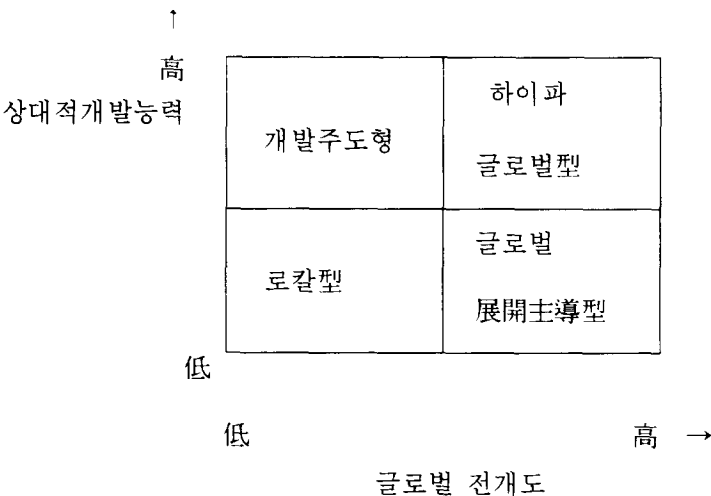 ↑
高
상대적개발능력
개발주도형
하이파
글로벌型
로칼型
글로벌
展開主導型
低
低
高 →
글로벌 전개도